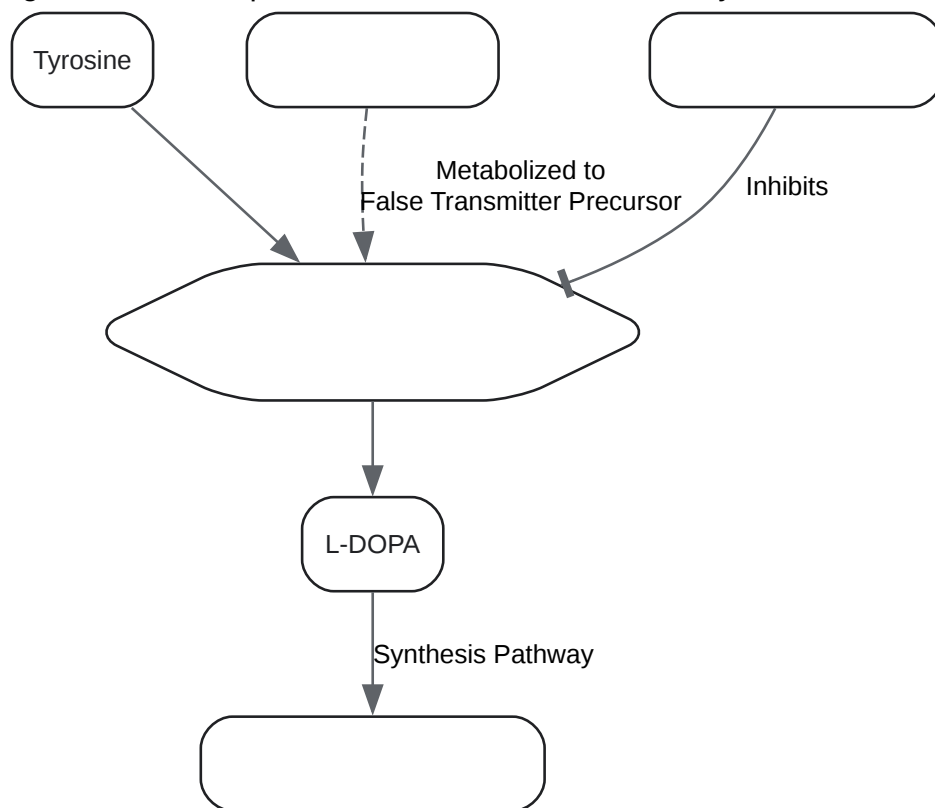 Tyrosine
Metabolized to
False Transmitter Precursor
Inhibits
L-DOPA
Synthesis Pathway